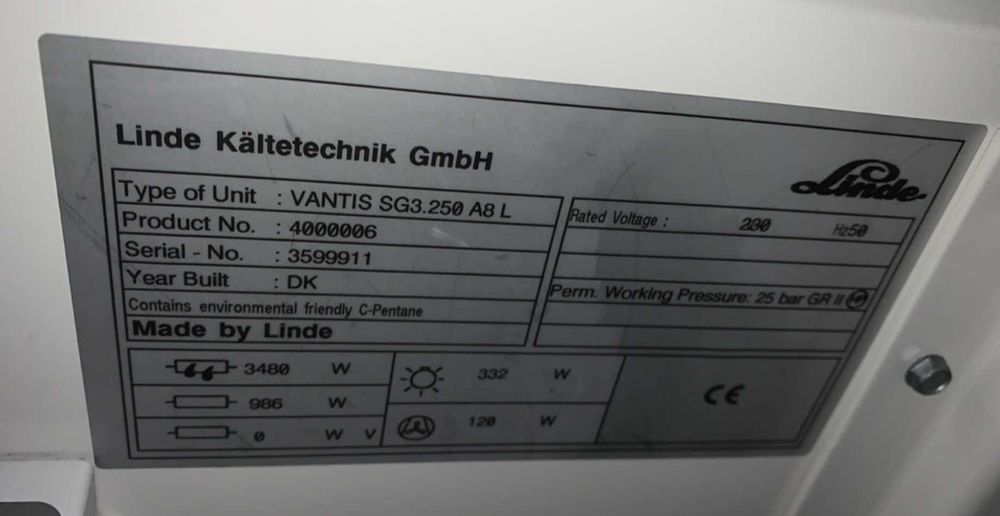 Linde Kältetechnik GmbH
Linde
Type of Unit : VANTIS SG3.250 A8 L
Product No. : 4000006
Serial - No. : 3599911
Year Built : DK
Contains environmental friendly C-Pentane
Made by Linde
Rated Voltage : 230 Hz50
Perm. Working Pressure: 25 bar GR II
3480 W
986 W
0 W V
332 W
120 W
CE